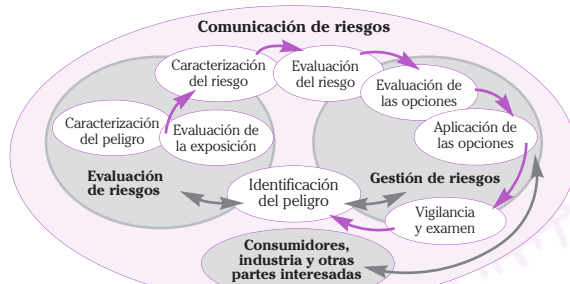 Comunicación de riesgos
Caracterización
del riesgo
Evaluación
del riesgo
Evaluación de
las opciones
Caracterización
del peligro
Evaluación de
la exposición
Aplicación de
las opciones
Evaluación
de riesgos
Identificación
del peligro
Gestión de riesgos
Vigilancia
y examen
Consumidores,
industria y otras
partes interesadas